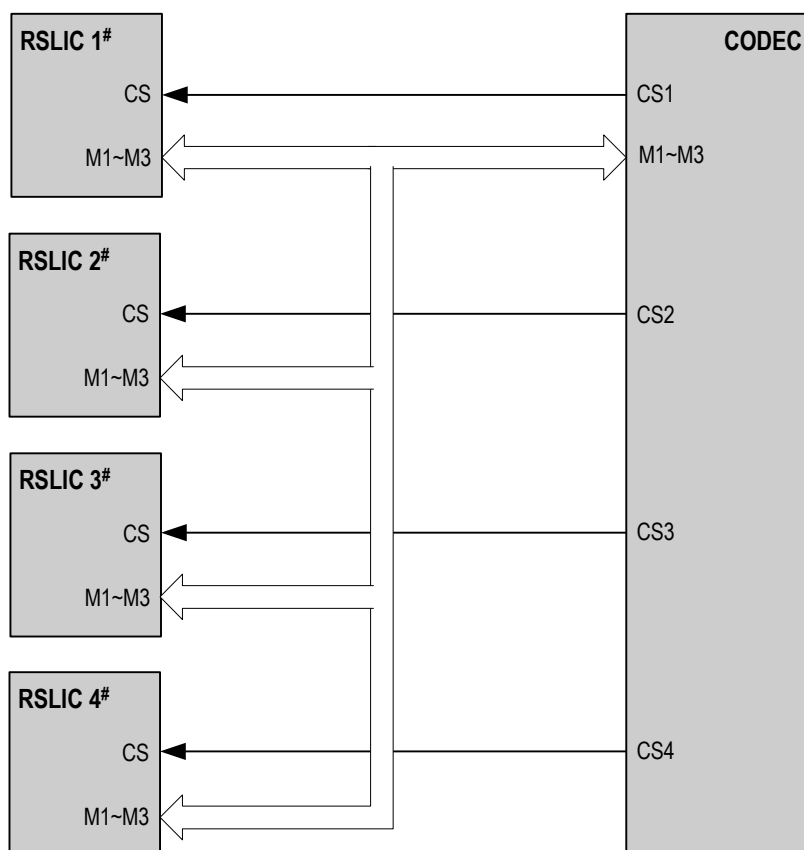 RSLIC 1#
CODEC
CS
CS1
M1~M3
M1~M3
RSLIC 2#
CS
CS2
M1~M3
RSLIC 3#
CS
CS3
M1~M3
RSLIC 4#
CS
CS4
M1~M3